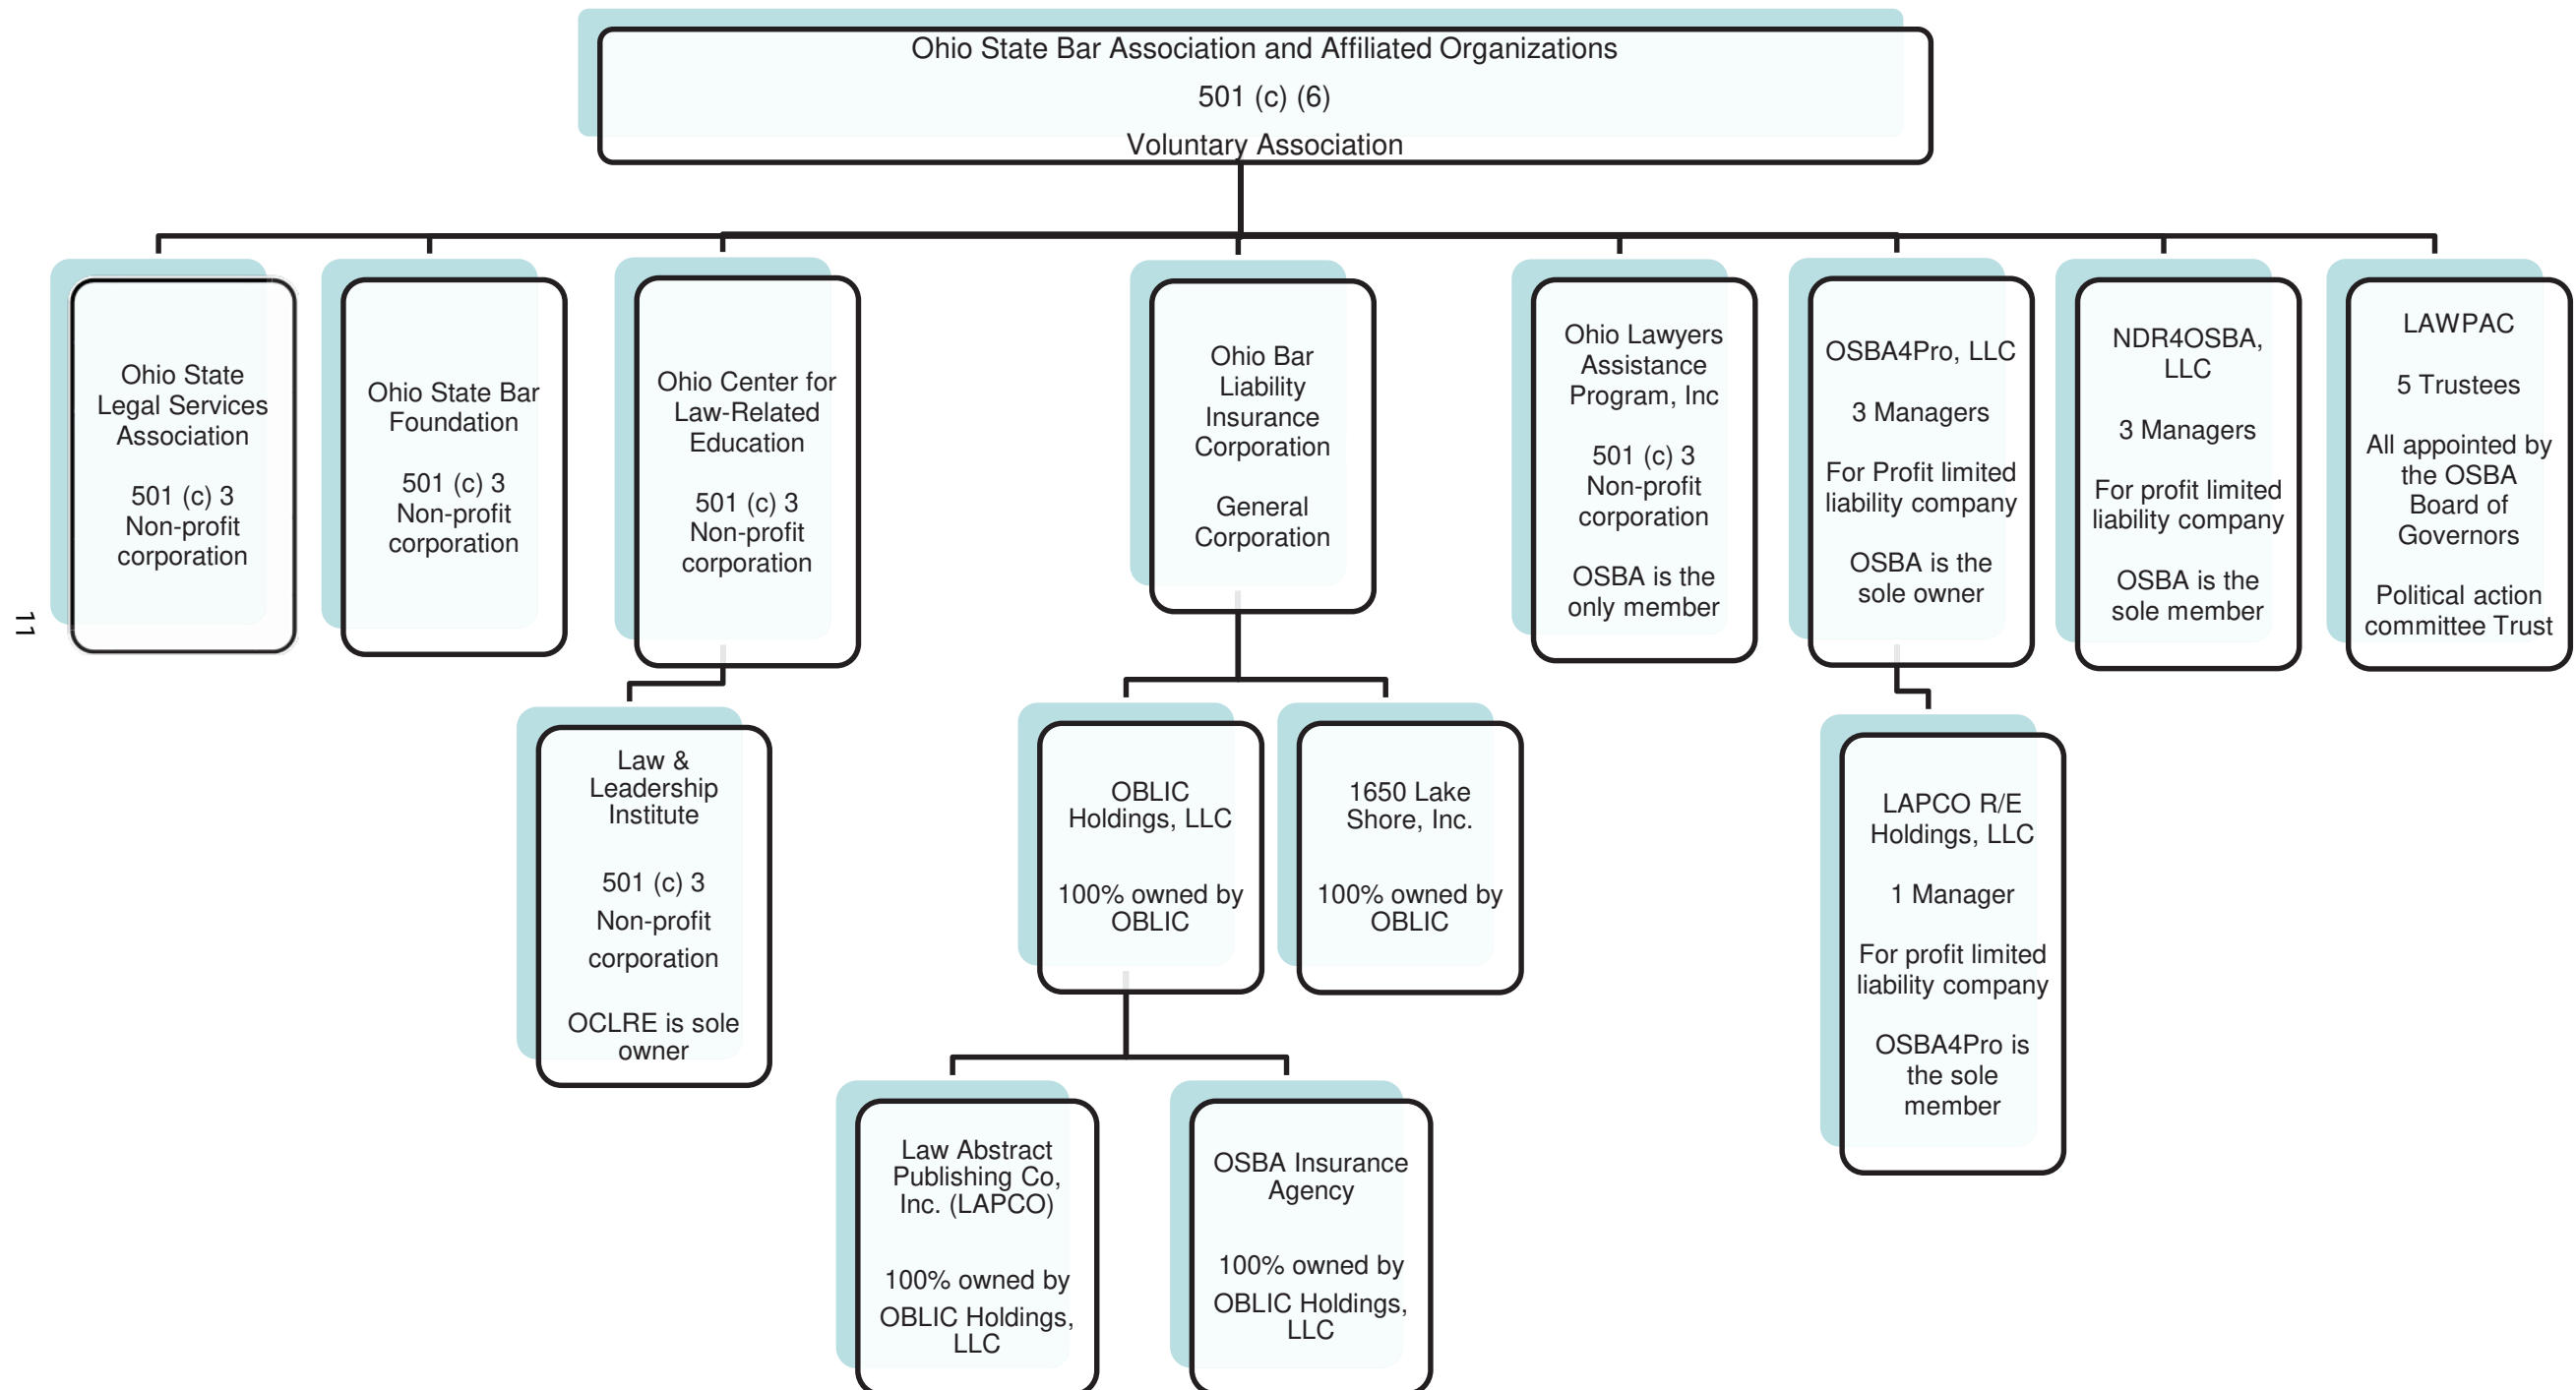 Ohio State Bar Association and Affiliated Organizations
501 (c) (6)
Voluntary Association
Ohio State
Legal Services
Association
501 (c) 3
Non-profit
corporation
Ohio State Bar
Foundation
501 (c) 3
Non-profit
corporation
Ohio Center for
Law-Related
Education
501 (c) 3
Non-profit
corporation
Ohio Bar
Liability
Insurance
Corporation
General
Corporation
Ohio Lawyers
Assistance
Program, Inc
501 (c) 3
Non-profit
corporation
OSBA is the
only member
OSBA4Pro, LLC
3 Managers
For Profit limited
liability company
OSBA is the
sole owner
NDR4OSBA,
LLC
3 Managers
For profit limited
liability company
OSBA is the
sole member
LAWPAC
5 Trustees
All appointed by
the OSBA
Board of
Governors
Political action
committee Trust
11
Law &
Leadership
Institute
501 (c) 3
Non-profit
corporation
OCLRE is sole
owner
OBLIC
Holdings, LLC
100% owned by
OBLIC
1650 Lake
Shore, Inc.
100% owned by
OBLIC
LAPCO R/E
Holdings, LLC
1 Manager
For profit limited
liability company
OSBA4Pro is
the sole
member
Law Abstract
Publishing Co,
Inc. (LAPCO)
100% owned by
OBLIC Holdings,
LLC
OSBA Insurance
Agency
100% owned by
OBLIC Holdings,
LLC